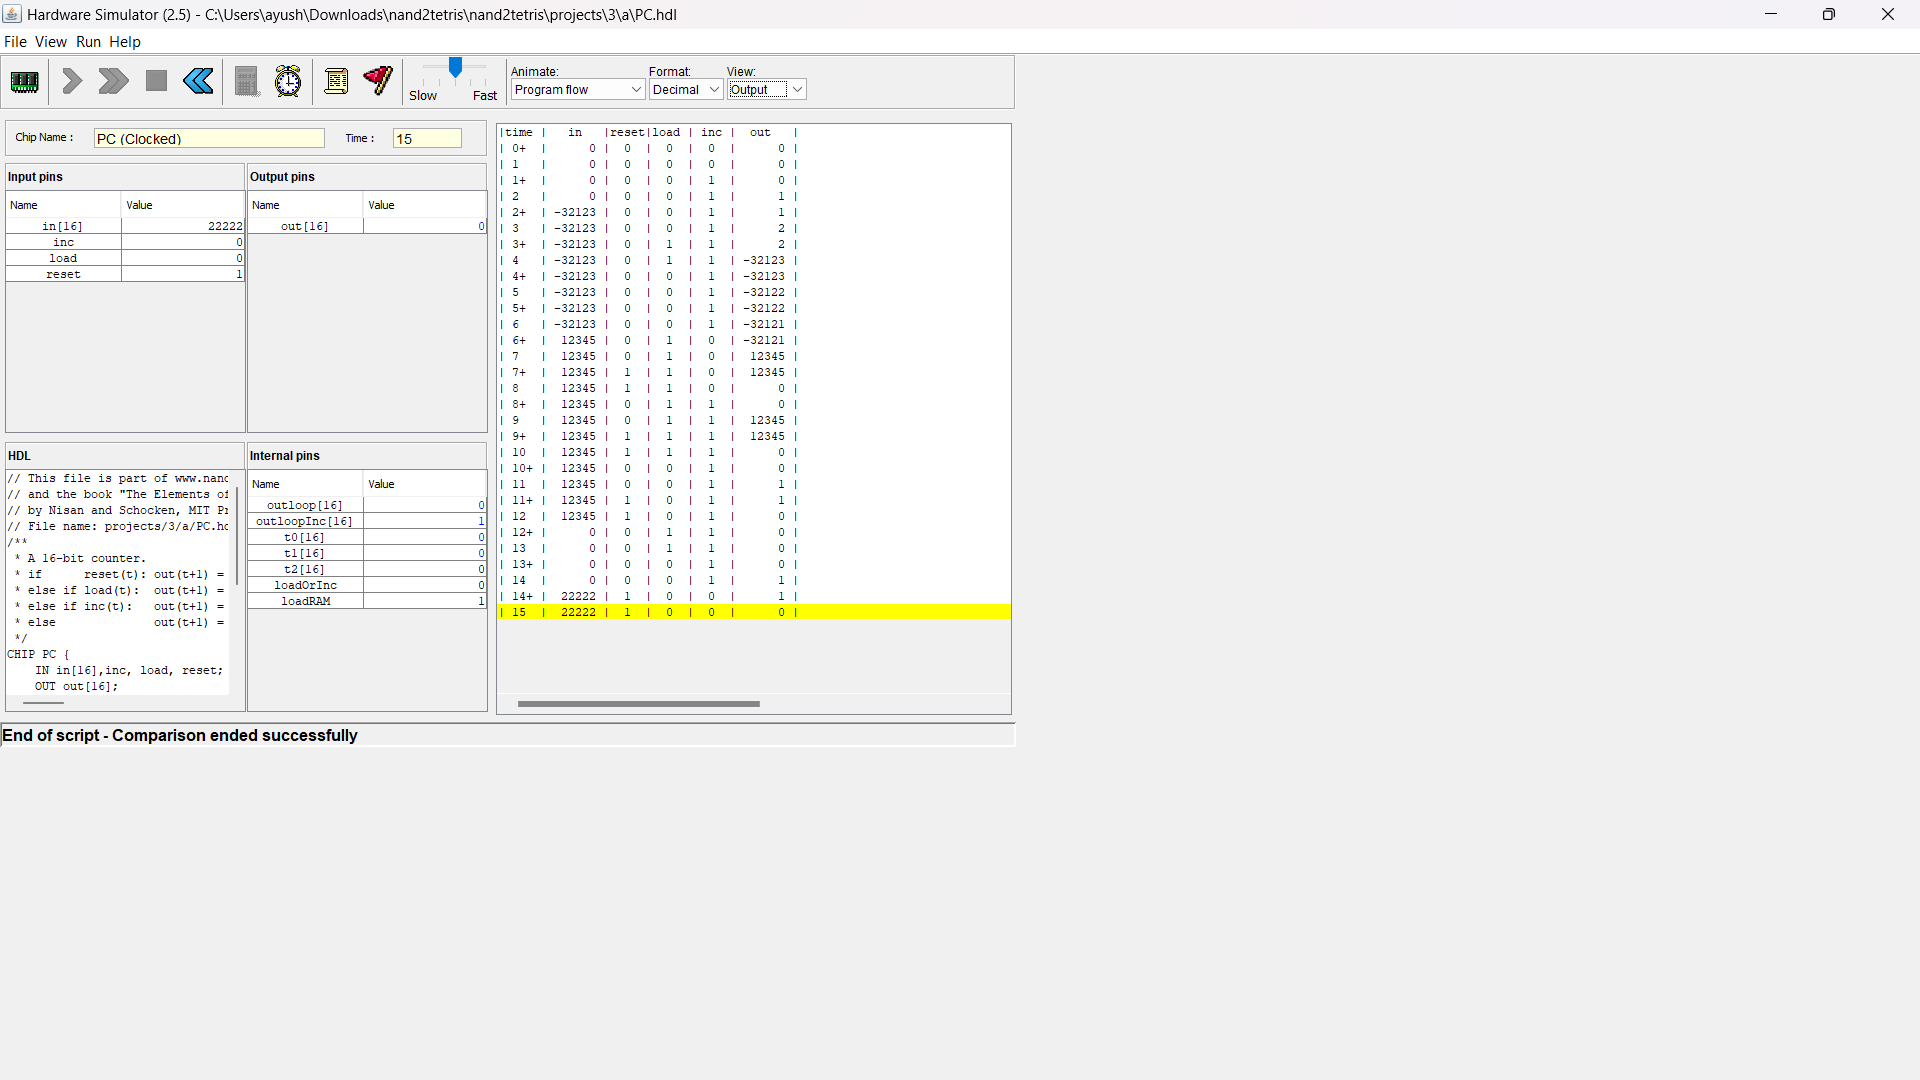 Hardware Simulator (2.5) - C:\Users\ayush\Downloads\nand2tetris\nand2tetris\projects\3\a\PC.hdl
File View Run Help
Slow Fast
Animate: Format: View:
Program flow Decimal Output
Chip Name : PC (Clocked) Time : 15
Input pins
Name Value
in[16] 22222
inc 0
load 0
reset 1
Output pins
Name Value
out[16] 0
HDL
// This file is part of www.nand
// and the book "The Elements of
// by Nisan and Schocken, MIT Pr
// File name: projects/3/a/PC.hd
/**
* A 16-bit counter.
* if reset(t): out(t+1) =
* else if load(t): out(t+1) =
* else if inc(t): out(t+1) =
* else out(t+1) =
*/
CHIP PC {
IN in[16],inc, load, reset;
OUT out[16];
Internal pins
Name Value
outloop[16] 0
outloopInc[16] 1
t0[16] 0
t1[16] 0
t2[16] 0
loadOrInc 0
loadRAM 1
|time | in |reset|load | inc | out |
| 0+ | 0 | 0 | 0 | 0 | 0 |
| 1 | 0 | 0 | 0 | 0 | 0 |
| 1+ | 0 | 0 | 0 | 1 | 0 |
| 2 | 0 | 0 | 0 | 1 | 1 |
| 2+ | -32123 | 0 | 0 | 1 | 1 |
| 3 | -32123 | 0 | 0 | 1 | 2 |
| 3+ | -32123 | 0 | 1 | 1 | 2 |
| 4 | -32123 | 0 | 1 | 1 | -32123 |
| 4+ | -32123 | 0 | 0 | 1 | -32123 |
| 5 | -32123 | 0 | 0 | 1 | -32122 |
| 5+ | -32123 | 0 | 0 | 1 | -32122 |
| 6 | -32123 | 0 | 0 | 1 | -32121 |
| 6+ | 12345 | 0 | 1 | 0 | -32121 |
| 7 | 12345 | 0 | 1 | 0 | 12345 |
| 7+ | 12345 | 1 | 1 | 0 | 12345 |
| 8 | 12345 | 1 | 1 | 0 | 0 |
| 8+ | 12345 | 0 | 1 | 1 | 0 |
| 9 | 12345 | 0 | 1 | 1 | 12345 |
| 9+ | 12345 | 1 | 1 | 1 | 12345 |
| 10 | 12345 | 1 | 1 | 1 | 0 |
| 10+ | 12345 | 0 | 0 | 1 | 0 |
| 11 | 12345 | 0 | 0 | 1 | 1 |
| 11+ | 12345 | 1 | 0 | 1 | 1 |
| 12 | 12345 | 1 | 0 | 1 | 0 |
| 12+ | 0 | 0 | 1 | 1 | 0 |
| 13 | 0 | 0 | 1 | 1 | 0 |
| 13+ | 0 | 0 | 0 | 1 | 0 |
| 14 | 0 | 0 | 0 | 1 | 1 |
| 14+ | 22222 | 1 | 0 | 0 | 1 |
| 15 | 22222 | 1 | 0 | 0 | 0 |
End of script - Comparison ended successfully